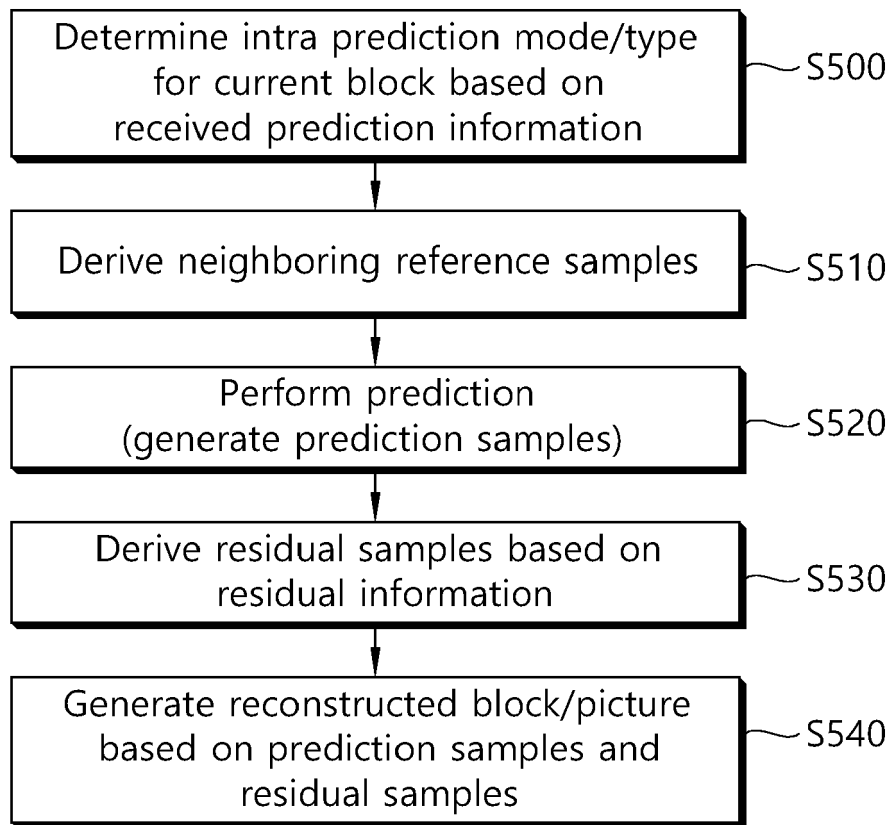 Determine intra prediction mode/type
for current block based on
received prediction information
S500
Derive neighboring reference samples
S510
Perform prediction
(generate prediction samples)
S520
Derive residual samples based on
residual information
S530
Generate reconstructed block/picture
based on prediction samples and
residual samples
S540